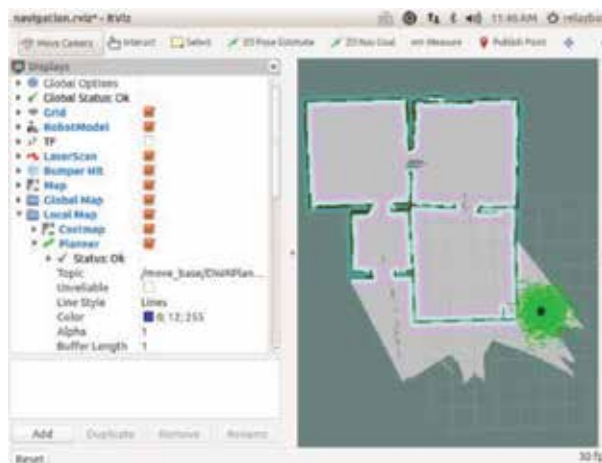 navigation.rviz* - RViz
11:46 AM
Move Camera Interact Select 2D Pose Estimate 2D Nav Goal Measure Publish Point
Displays
Global Options
Global Status: Ok
Grid
RobotModel
TF
LaserScan
Bumper Hit
Map
Global Map
Local Map
Costmap
Planner
Status: Ok
Topic /move_base/DWAPlan...
Unreliable
Line Style Lines
Color 0; 12; 255
Alpha 1
Buffer Length 1
Add Duplicate Remove Rename
Reset